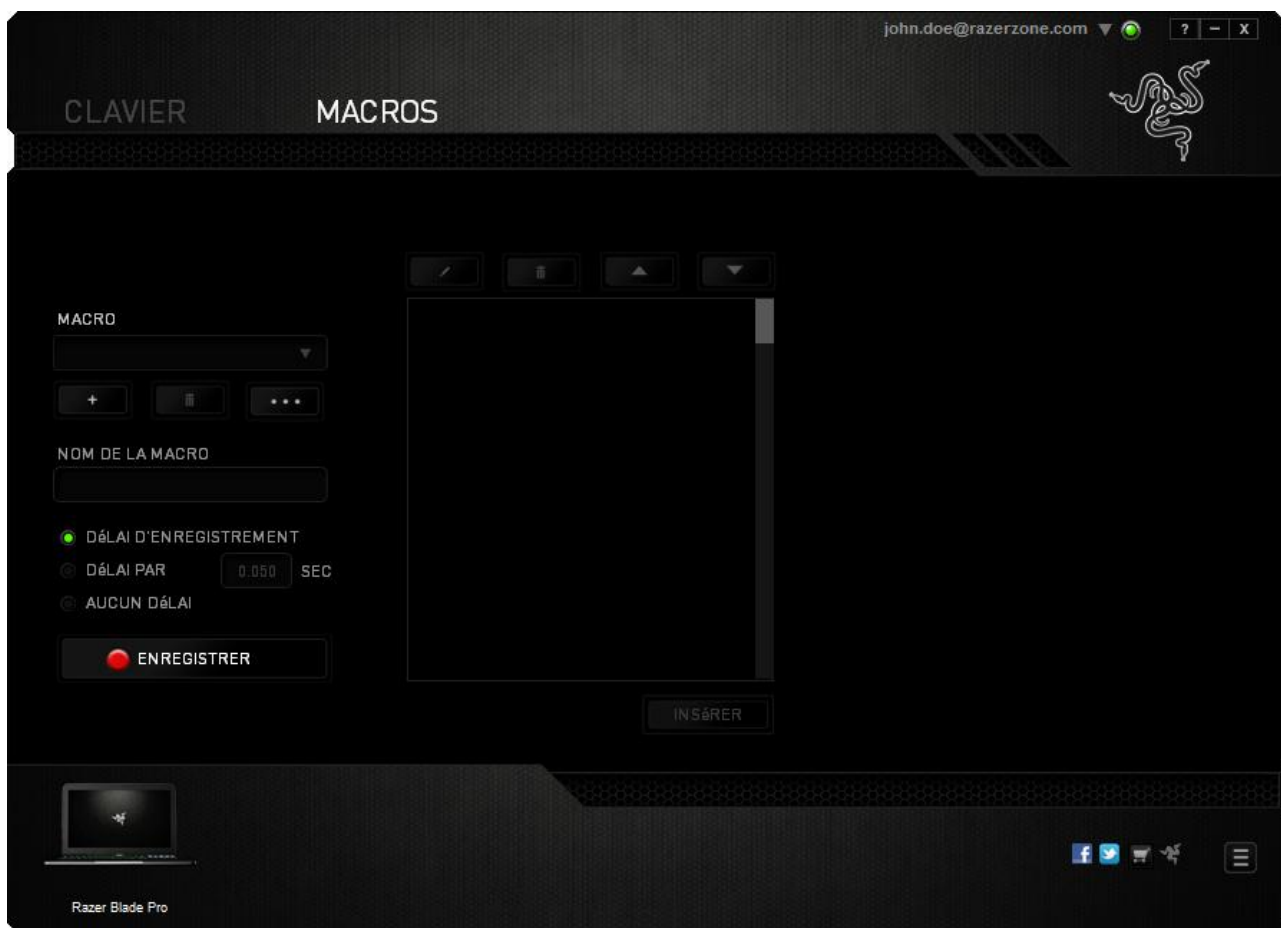 john.doe@razerzone.com
? – X
CLAVIER MACROS
MACRO
+ •••
NOM DE LA MACRO
DéLAI D'ENREGISTREMENT
DéLAI PAR 0.050 SEC
AUCUN DéLAI
ENREGISTRER
INSéRER
Razer Blade Pro